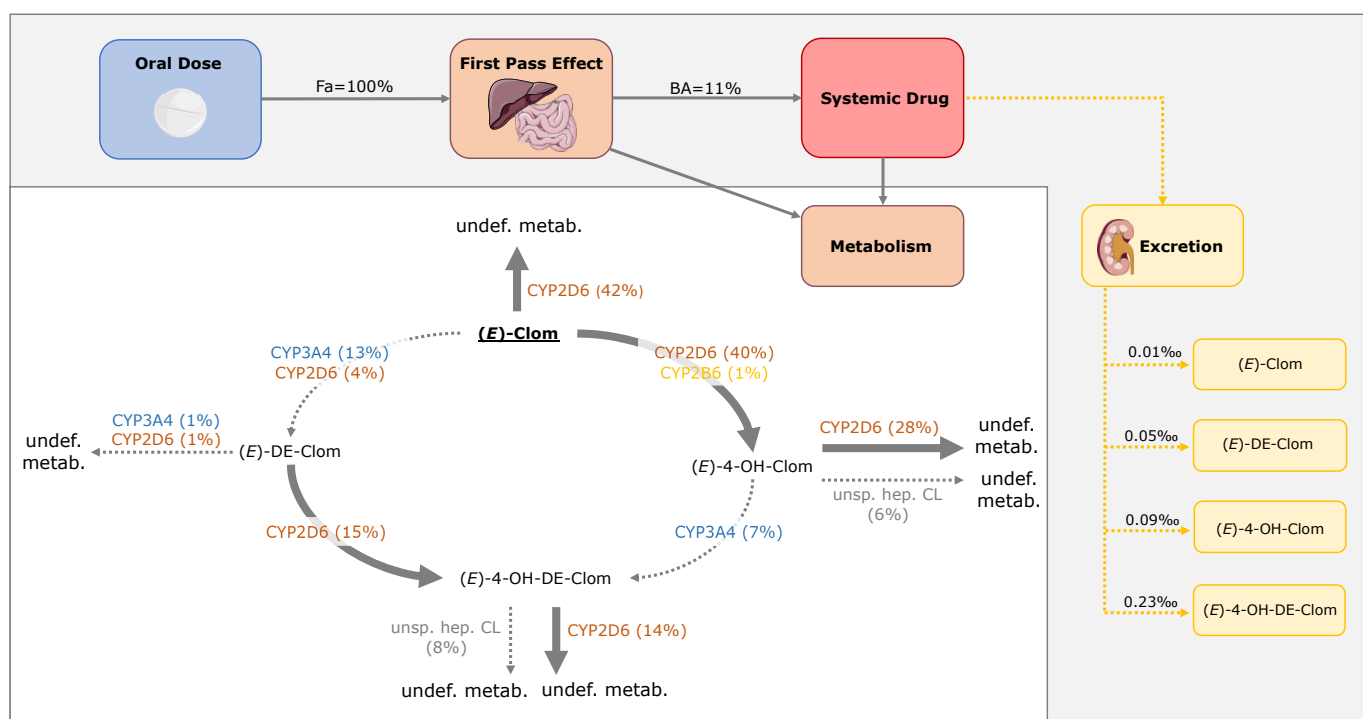 Oral Dose
Fa=100%
First Pass Effect
BA=11%
Systemic Drug
Metabolism
Excretion
undef. metab.
CYP2D6 (42%)
(E)-Clom
CYP3A4 (13%)
CYP2D6 (4%)
CYP2D6 (40%)
CYP2B6 (1%)
CYP3A4 (1%)
CYP2D6 (1%)
undef.
metab.
(E)-DE-Clom
(E)-4-OH-Clom
CYP2D6 (28%)
undef.
metab.
unsp. hep. CL
(6%)
undef.
metab.
CYP2D6 (15%)
CYP3A4 (7%)
(E)-4-OH-DE-Clom
unsp. hep. CL
(8%)
CYP2D6 (14%)
undef. metab.
undef. metab.
0.01‰
(E)-Clom
0.05‰
(E)-DE-Clom
0.09‰
(E)-4-OH-Clom
0.23‰
(E)-4-OH-DE-Clom